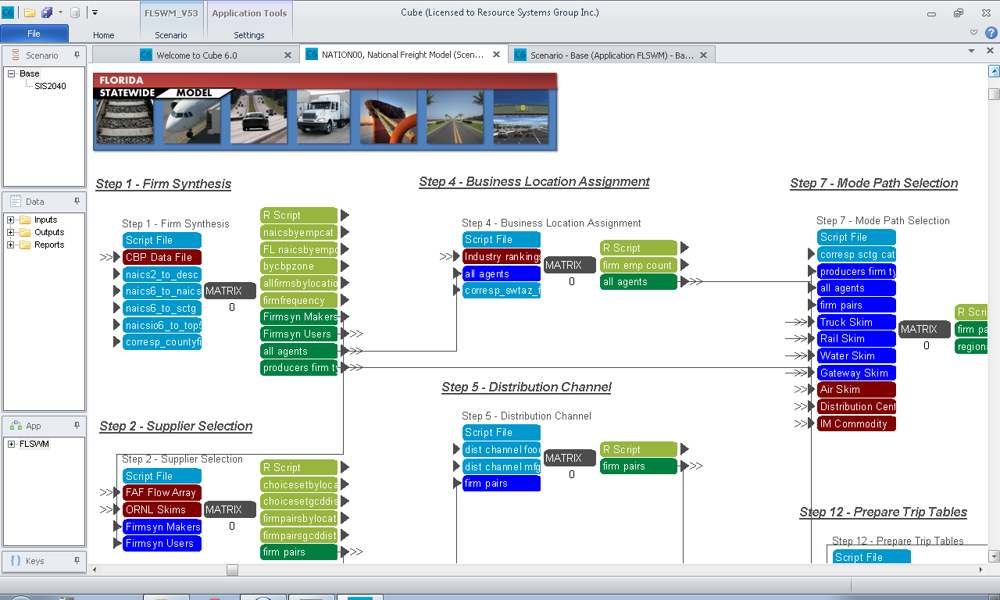 Cube (Licensed to Resource Systems Group Inc.)
FLSWM_V53
Application Tools
File
Home
Scenario
Settings
Scenario
Base
SIS2040
Data
Inputs
Outputs
Reports
App
FLSWM
Keys
Welcome to Cube 6.0
NATION00, National Freight Model (Scen...
Scenario - Base (Application FLSWM) - Ba...
FLORIDA
STATEWIDE MODEL
Step 1 - Firm Synthesis
Step 1 - Firm Synthesis
Script File
CBP Data File
naics2_to_desc
naics6_to_naics
naics6_to_sctg
naicsio6_to_top5
corresp_countyfi
MATRIX
0
R Script
naicsbyempcat
FL naicsbyempc
bycbpzone
allfirmsbylocatio
firmfrequency
Firmsyn Makers
Firmsyn Users
all agents
producers firm ty
Step 2 - Supplier Selection
Step 2 - Supplier Selection
Script File
FAF Flow Array
ORNL Skims
Firmsyn Makers
Firmsyn Users
MATRIX
0
R Script
choicesetbyloca
choicesetgcddis
firmpairsbylocat
firmpairsgcddist
firm pairs
Step 4 - Business Location Assignment
Step 4 - Business Location Assignment
Script File
Industry rankings
all agents
corresp_swtaz_f
MATRIX
0
R Script
firm emp count
all agents
Step 5 - Distribution Channel
Step 5 - Distribution Channel
Script File
dist channel food
dist channel mfg
firm pairs
MATRIX
0
R Script
firm pairs
Step 7 - Mode Path Selection
Step 7 - Mode Path Selection
Script File
corresp sctg cat
producers firm ty
all agents
firm pairs
Truck Skim
Rail Skim
Water Skim
Gateway Skim
Air Skim
Distribution Cent
IM Commodity
MATRIX
0
R Scri
firm pa
regiona
Step 12 - Prepare Trip Tables
Step 12 - Prepare Trip Tables
Script File